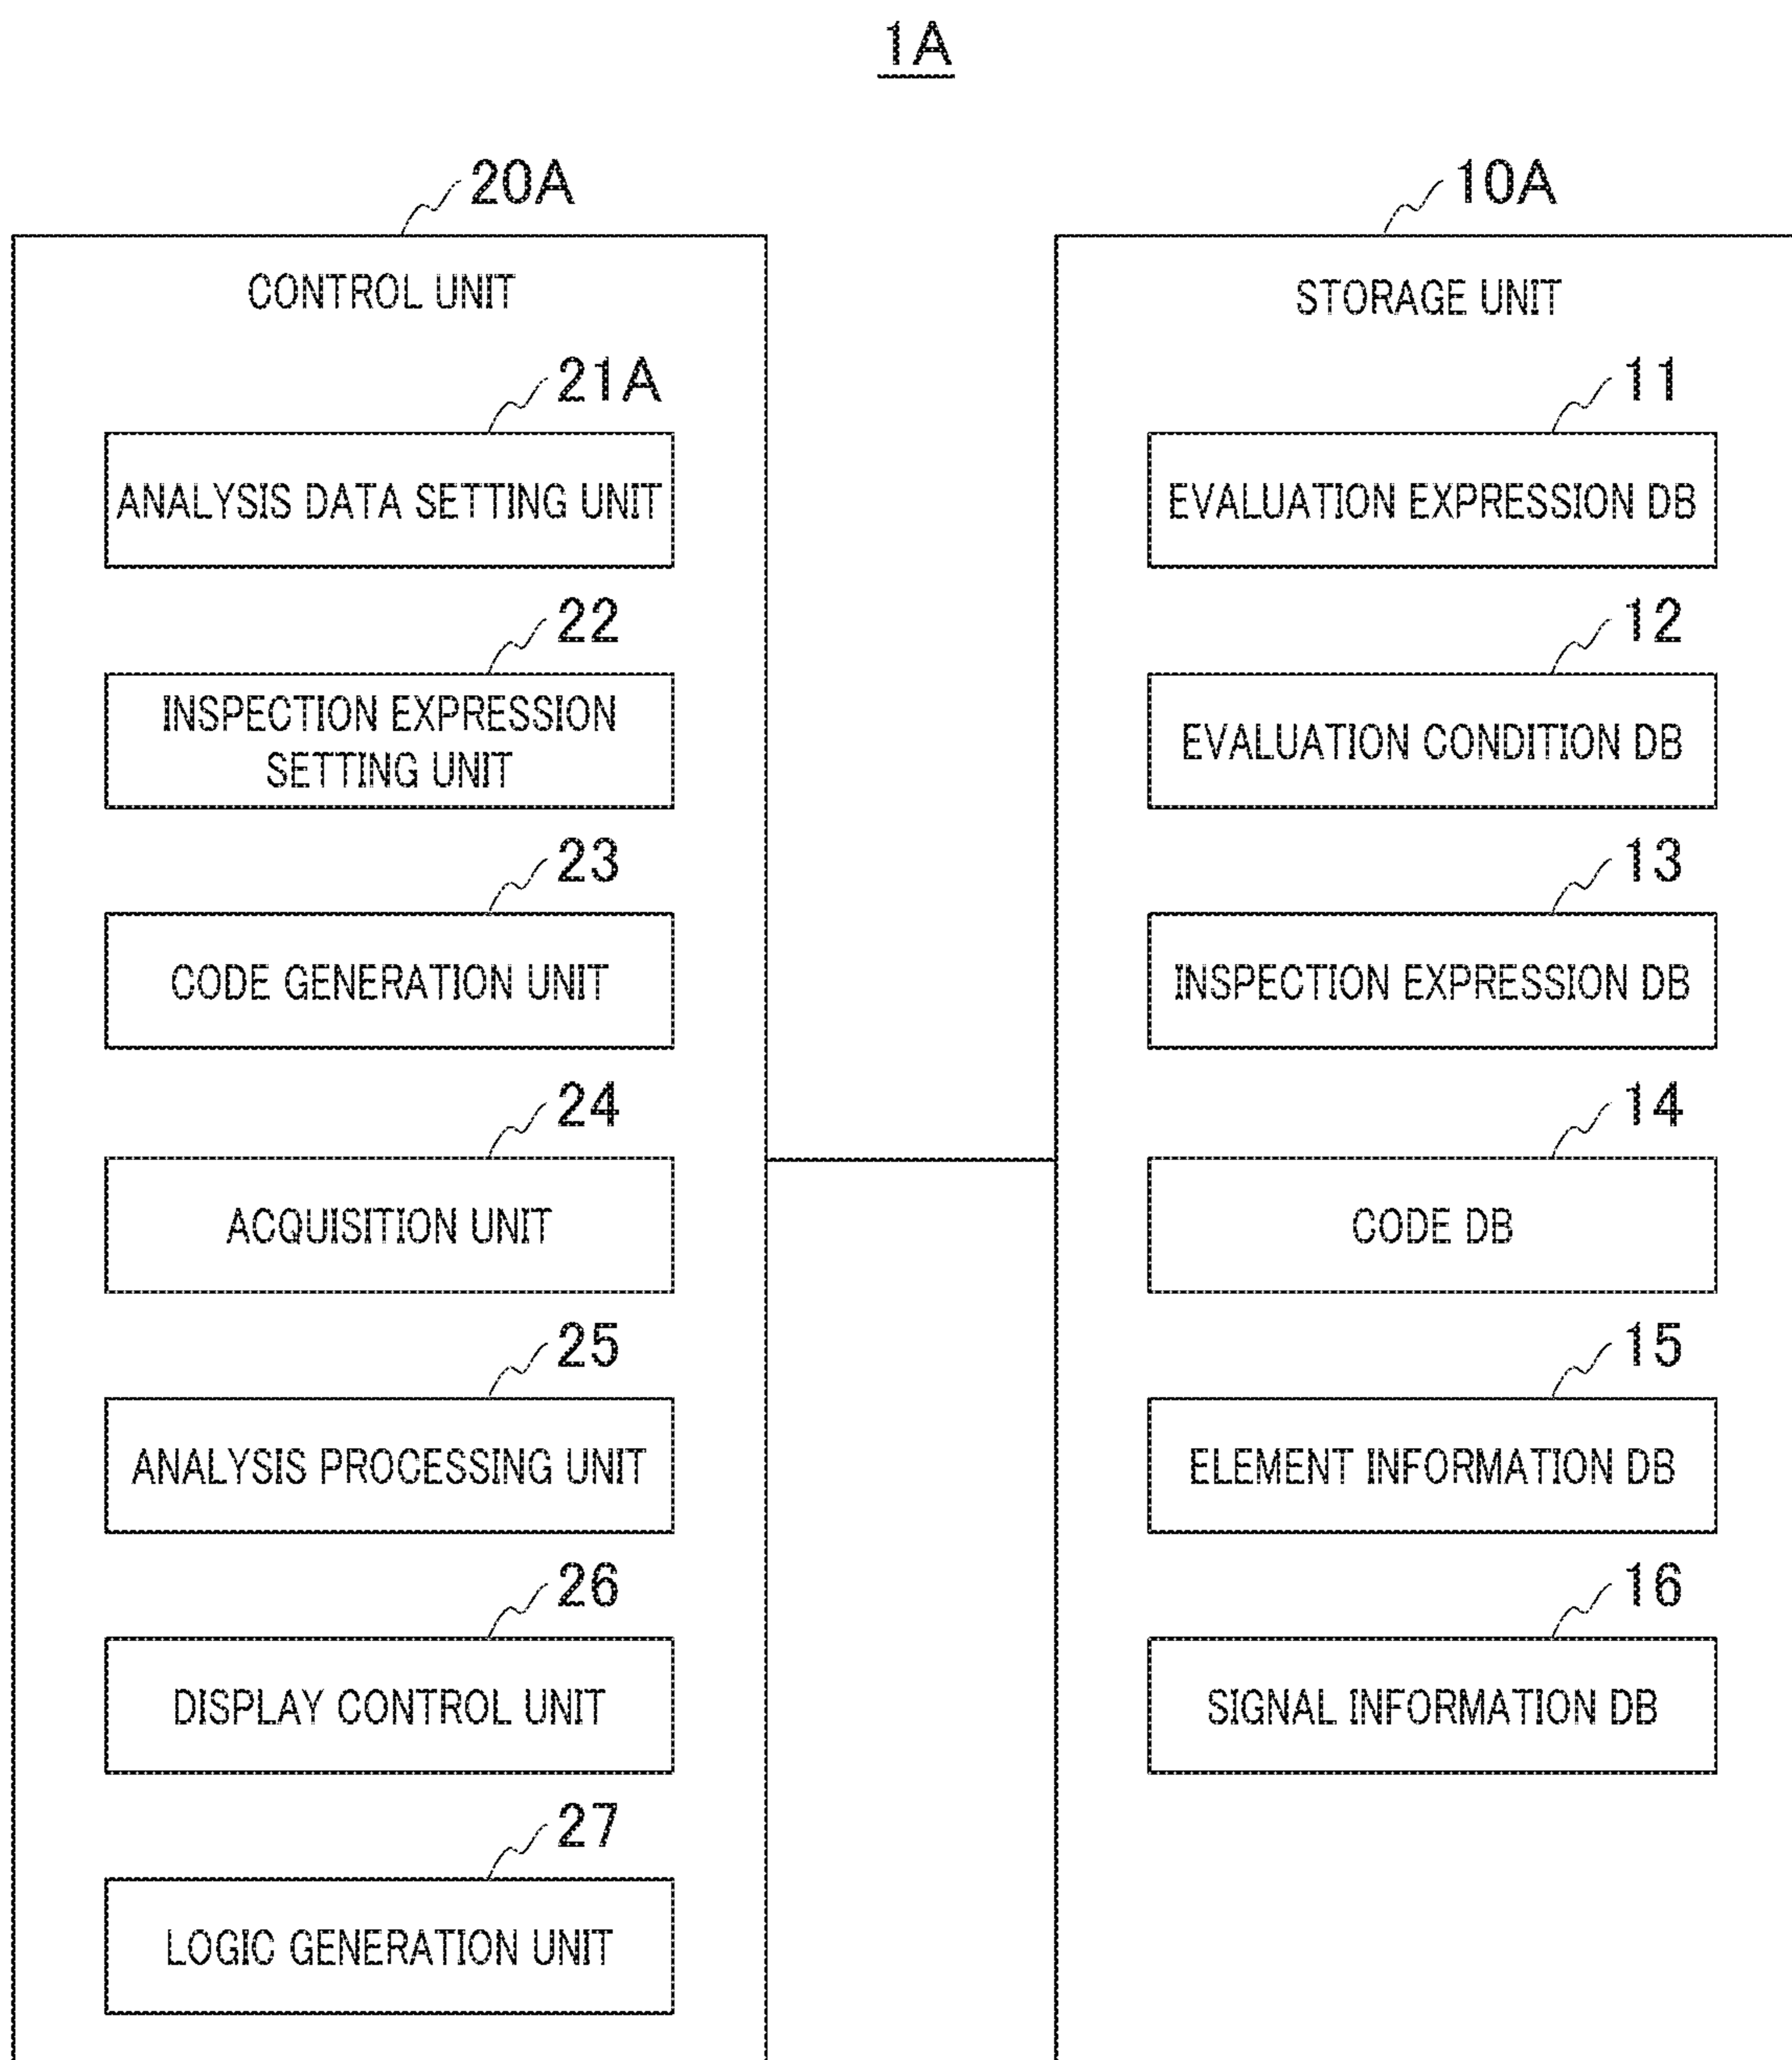 1A
20A
CONTROL UNIT
21A
ANALYSIS DATA SETTING UNIT
22
INSPECTION EXPRESSION
SETTING UNIT
23
CODE GENERATION UNIT
24
ACQUISITION UNIT
25
ANALYSIS PROCESSING UNIT
26
DISPLAY CONTROL UNIT
27
LOGIC GENERATION UNIT
10A
STORAGE UNIT
11
EVALUATION EXPRESSION DB
12
EVALUATION CONDITION DB
13
INSPECTION EXPRESSION DB
14
CODE DB
15
ELEMENT INFORMATION DB
16
SIGNAL INFORMATION DB